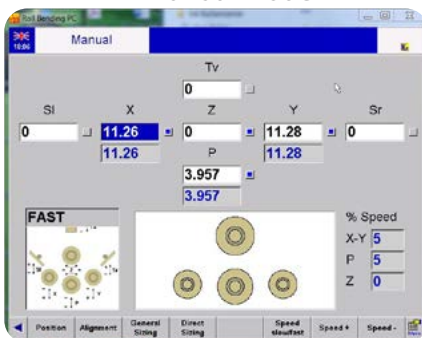 Roll Bending PC
10:06 Manual
Tv
0
Sl X Z Y Sr
0 11.26 0 11.28 0
11.26 P 11.28
3.957
3.957
FAST
% Speed
X-Y 5
P 5
Z 0
Position Alignment General Sizing Direct Sizing Speed slow/fast Speed + Speed -